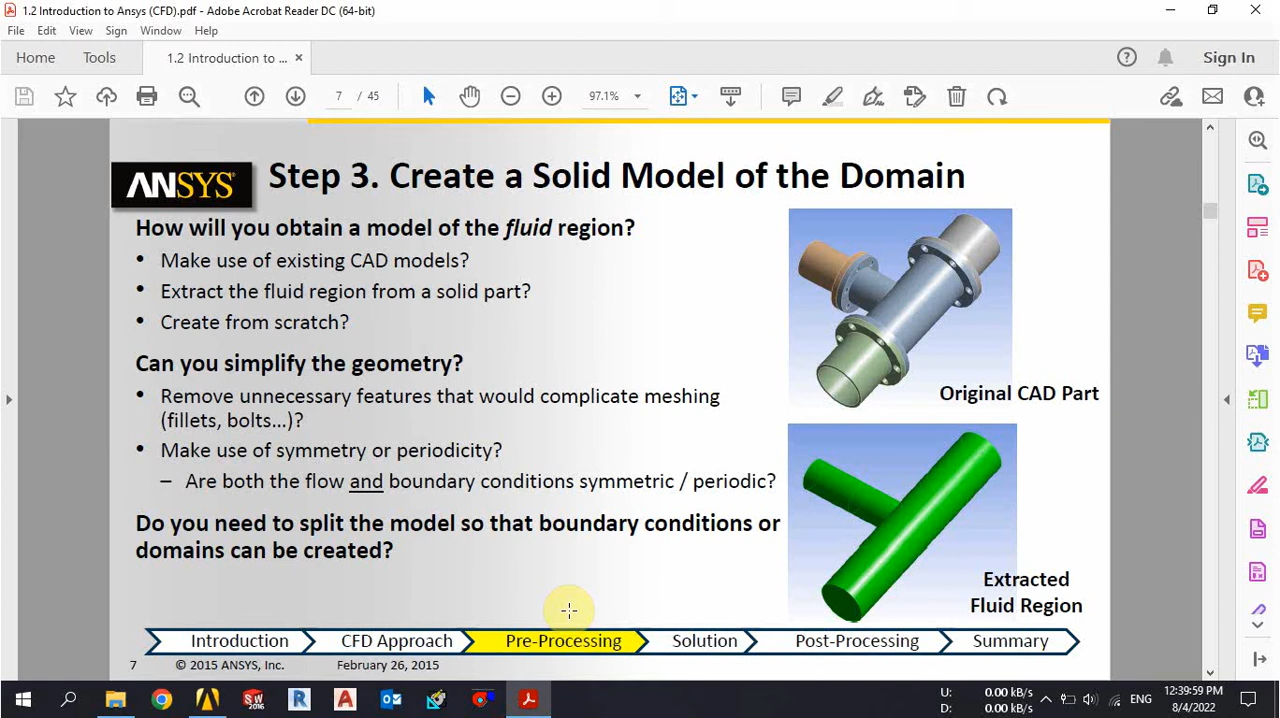 1.2 Introduction to Ansys (CFD).pdf - Adobe Acrobat Reader DC (64-bit)
File Edit View Sign Window Help
Home Tools 1.2 Introduction to ... × Sign In
7 / 45 97.1%
ANSYS
Step 3. Create a Solid Model of the Domain
How will you obtain a model of the fluid region?
• Make use of existing CAD models?
• Extract the fluid region from a solid part?
• Create from scratch?
Can you simplify the geometry?
• Remove unnecessary features that would complicate meshing
(fillets, bolts...)?
• Make use of symmetry or periodicity?
– Are both the flow and boundary conditions symmetric / periodic?
Do you need to split the model so that boundary conditions or
domains can be created?
Original CAD Part
Extracted
Fluid Region
Introduction CFD Approach Pre-Processing Solution Post-Processing Summary
7 © 2015 ANSYS, Inc. February 26, 2015
SW
2016
U: 0.00 kB/s
D: 0.00 kB/s
ENG
12:39:59 PM
8/4/2022